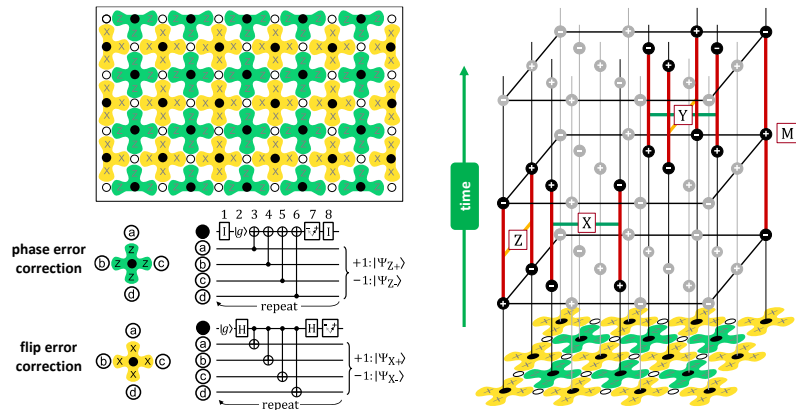 1 2 3 4 5 6 7 8
phase error
correction
a
b
c
d
Z
Z
Z
Z
I
|g⟩
I
a
b
c
d
+1:|Ψ_Z+⟩
−1:|Ψ_Z-⟩
repeat
flip error
correction
a
b
c
d
X
X
X
X
|g⟩
H
H
a
b
c
d
+1:|Ψ_X+⟩
−1:|Ψ_X-⟩
repeat
time
Y
M
X
Z